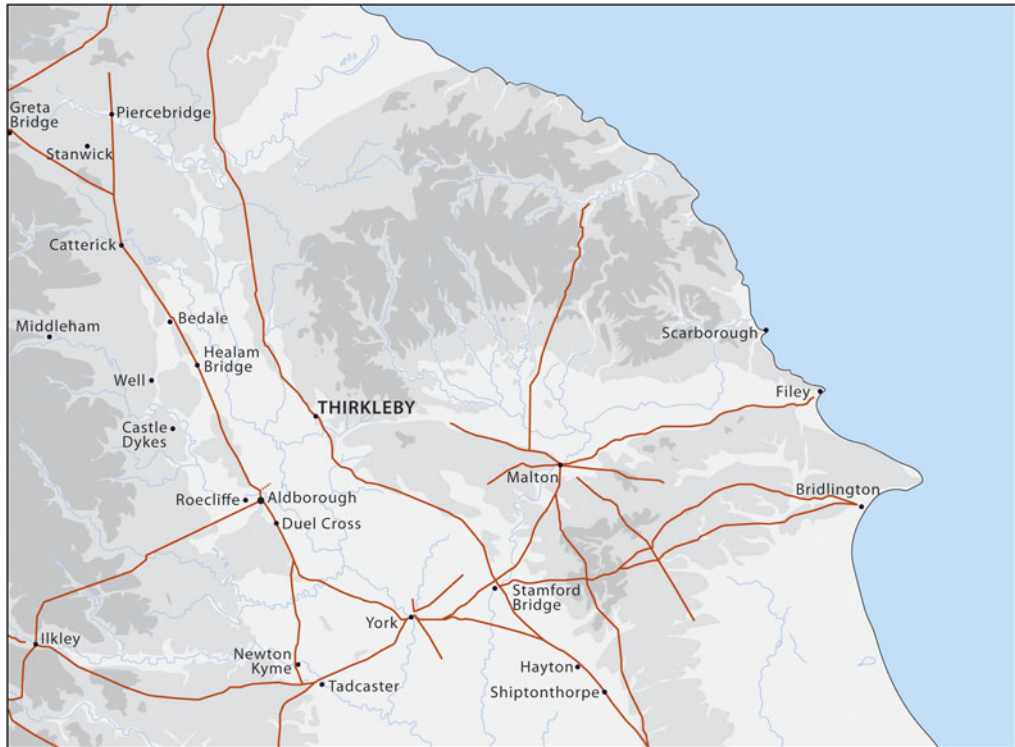 Greta
Bridge
Piercebridge
Stanwick
Catterick
Bedale
Middleham
Healam
Bridge
Well
THIRKLEBY
Castle
Dykes
Scarborough
Filey
Malton
Roecliffe
Aldborough
Bridlington
Duel Cross
Stamford
Bridge
York
Ilkley
Newton
Kyme
Hayton
Tadcaster
Shiptonthorpe